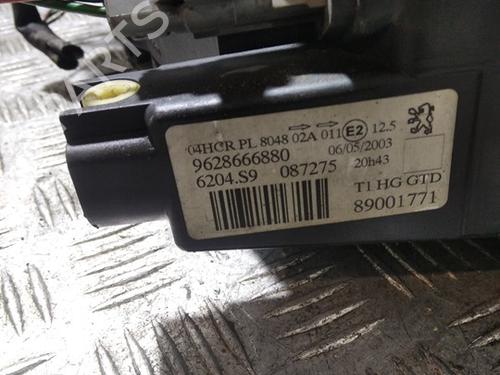 04HCR PL 8048 02A 011 E2 12.5
9628666880 06/05/2003
6204.S9 087275 20h43
T1 HG GTD
89001771